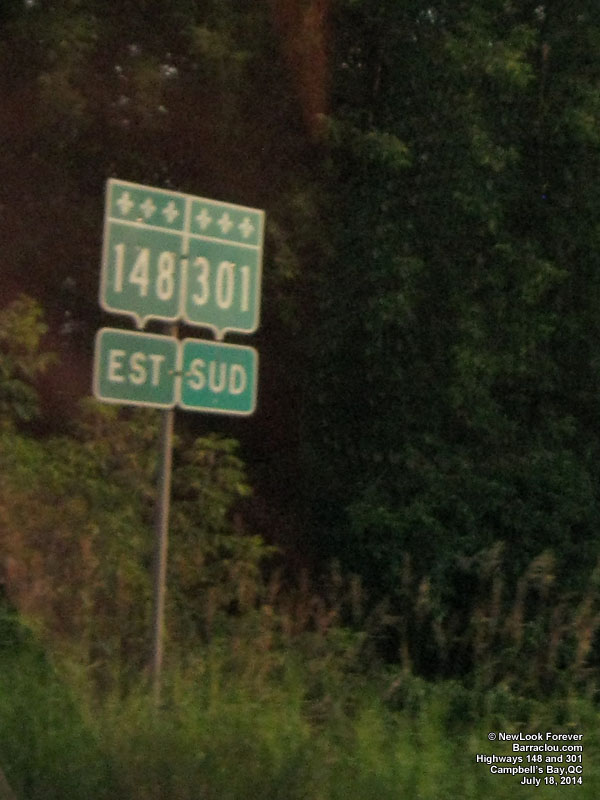 148 301
EST SUD
© NewLook Forever
Barraclou.com
Highways 148 and 301
Campbell's Bay,QC
July 18, 2014